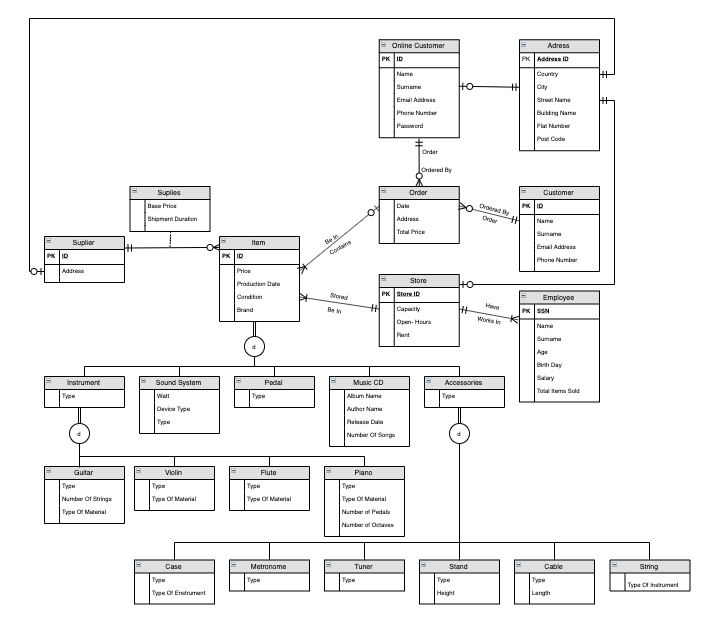 Online Customer
PK ID
Name
Surname
Email Address
Phone Number
Password
Adress
PK Address ID
Country
City
Street Name
Building Name
Flat Number
Post Code
Order
Ordered By
Suplies
Base Price
Shipment Duration
Order
Date
Address
Total Price
Ordered By
Order
Customer
PK ID
Name
Surname
Email Address
Phone Number
Suplier
PK ID
Address
Item
PK ID
Price
Production Date
Condition
Brand
Be In
Contains
Stored
Be In
Store
PK Store ID
Capacity
Open- Hours
Rent
Have
Works In
Employee
PK SSN
Name
Surname
Age
Birth Day
Salary
Total Items Sold
d
Instrument
Type
Sound System
Watt
Device Type
Type
Pedal
Type
Music CD
Album Name
Author Name
Release Date
Number Of Songs
Accessories
Type
d
d
Guitar
Type
Number Of Strings
Type Of Material
Violin
Type
Type Of Material
Flute
Type
Type Of Material
Piano
Type
Type Of Material
Number of Pedals
Number of Octaves
Case
Type
Type Of Enstrument
Metronome
Type
Tuner
Type
Stand
Type
Height
Cable
Type
Length
String
Type Of Instrument